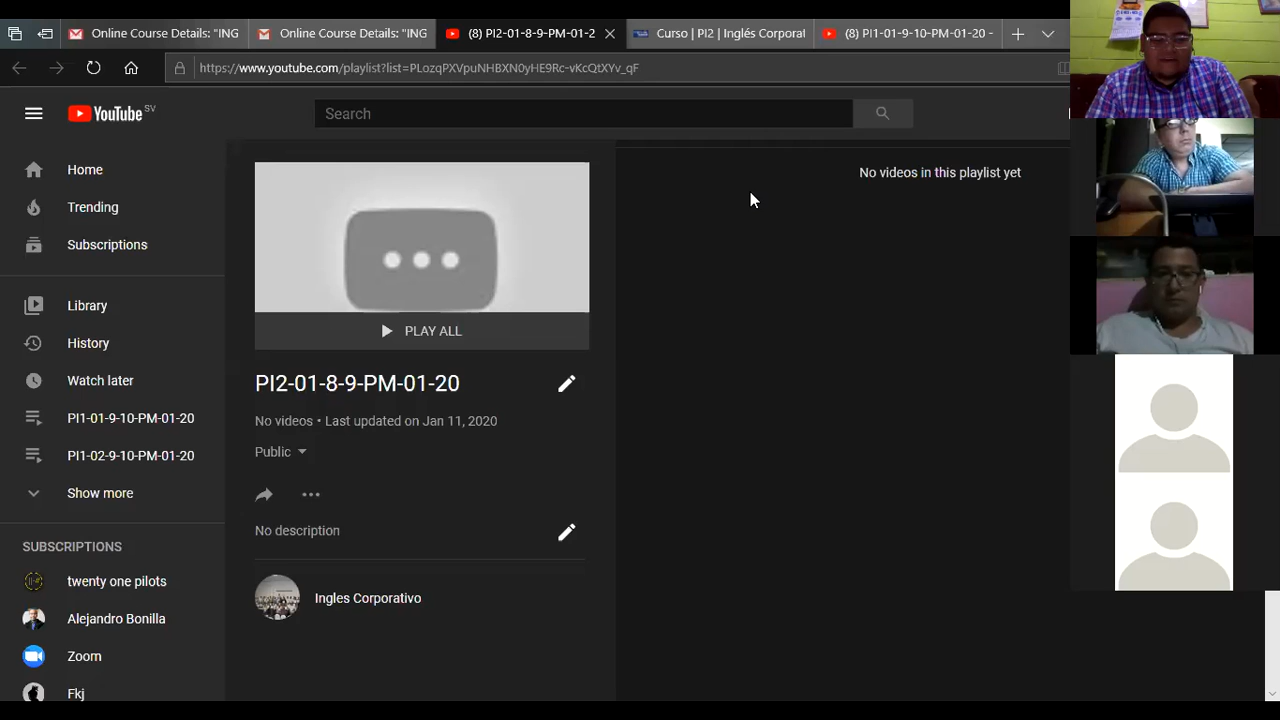 Online Course Details: "ING
Online Course Details: "ING
(8) PI2-01-8-9-PM-01-2
Curso | PI2 | Inglés Corporat
(8) PI1-01-9-10-PM-01-20 -
https://www.youtube.com/playlist?list=PLozqPXVpuNHBXN0yHE9Rc-vKcQtXYv_qF
YouTube SV
Search
Home
Trending
Subscriptions
Library
History
Watch later
PI1-01-9-10-PM-01-20
PI1-02-9-10-PM-01-20
Show more
SUBSCRIPTIONS
twenty one pilots
Alejandro Bonilla
Zoom
Fkj
PLAY ALL
PI2-01-8-9-PM-01-20
No videos • Last updated on Jan 11, 2020
Public
No description
Ingles Corporativo
No videos in this playlist yet